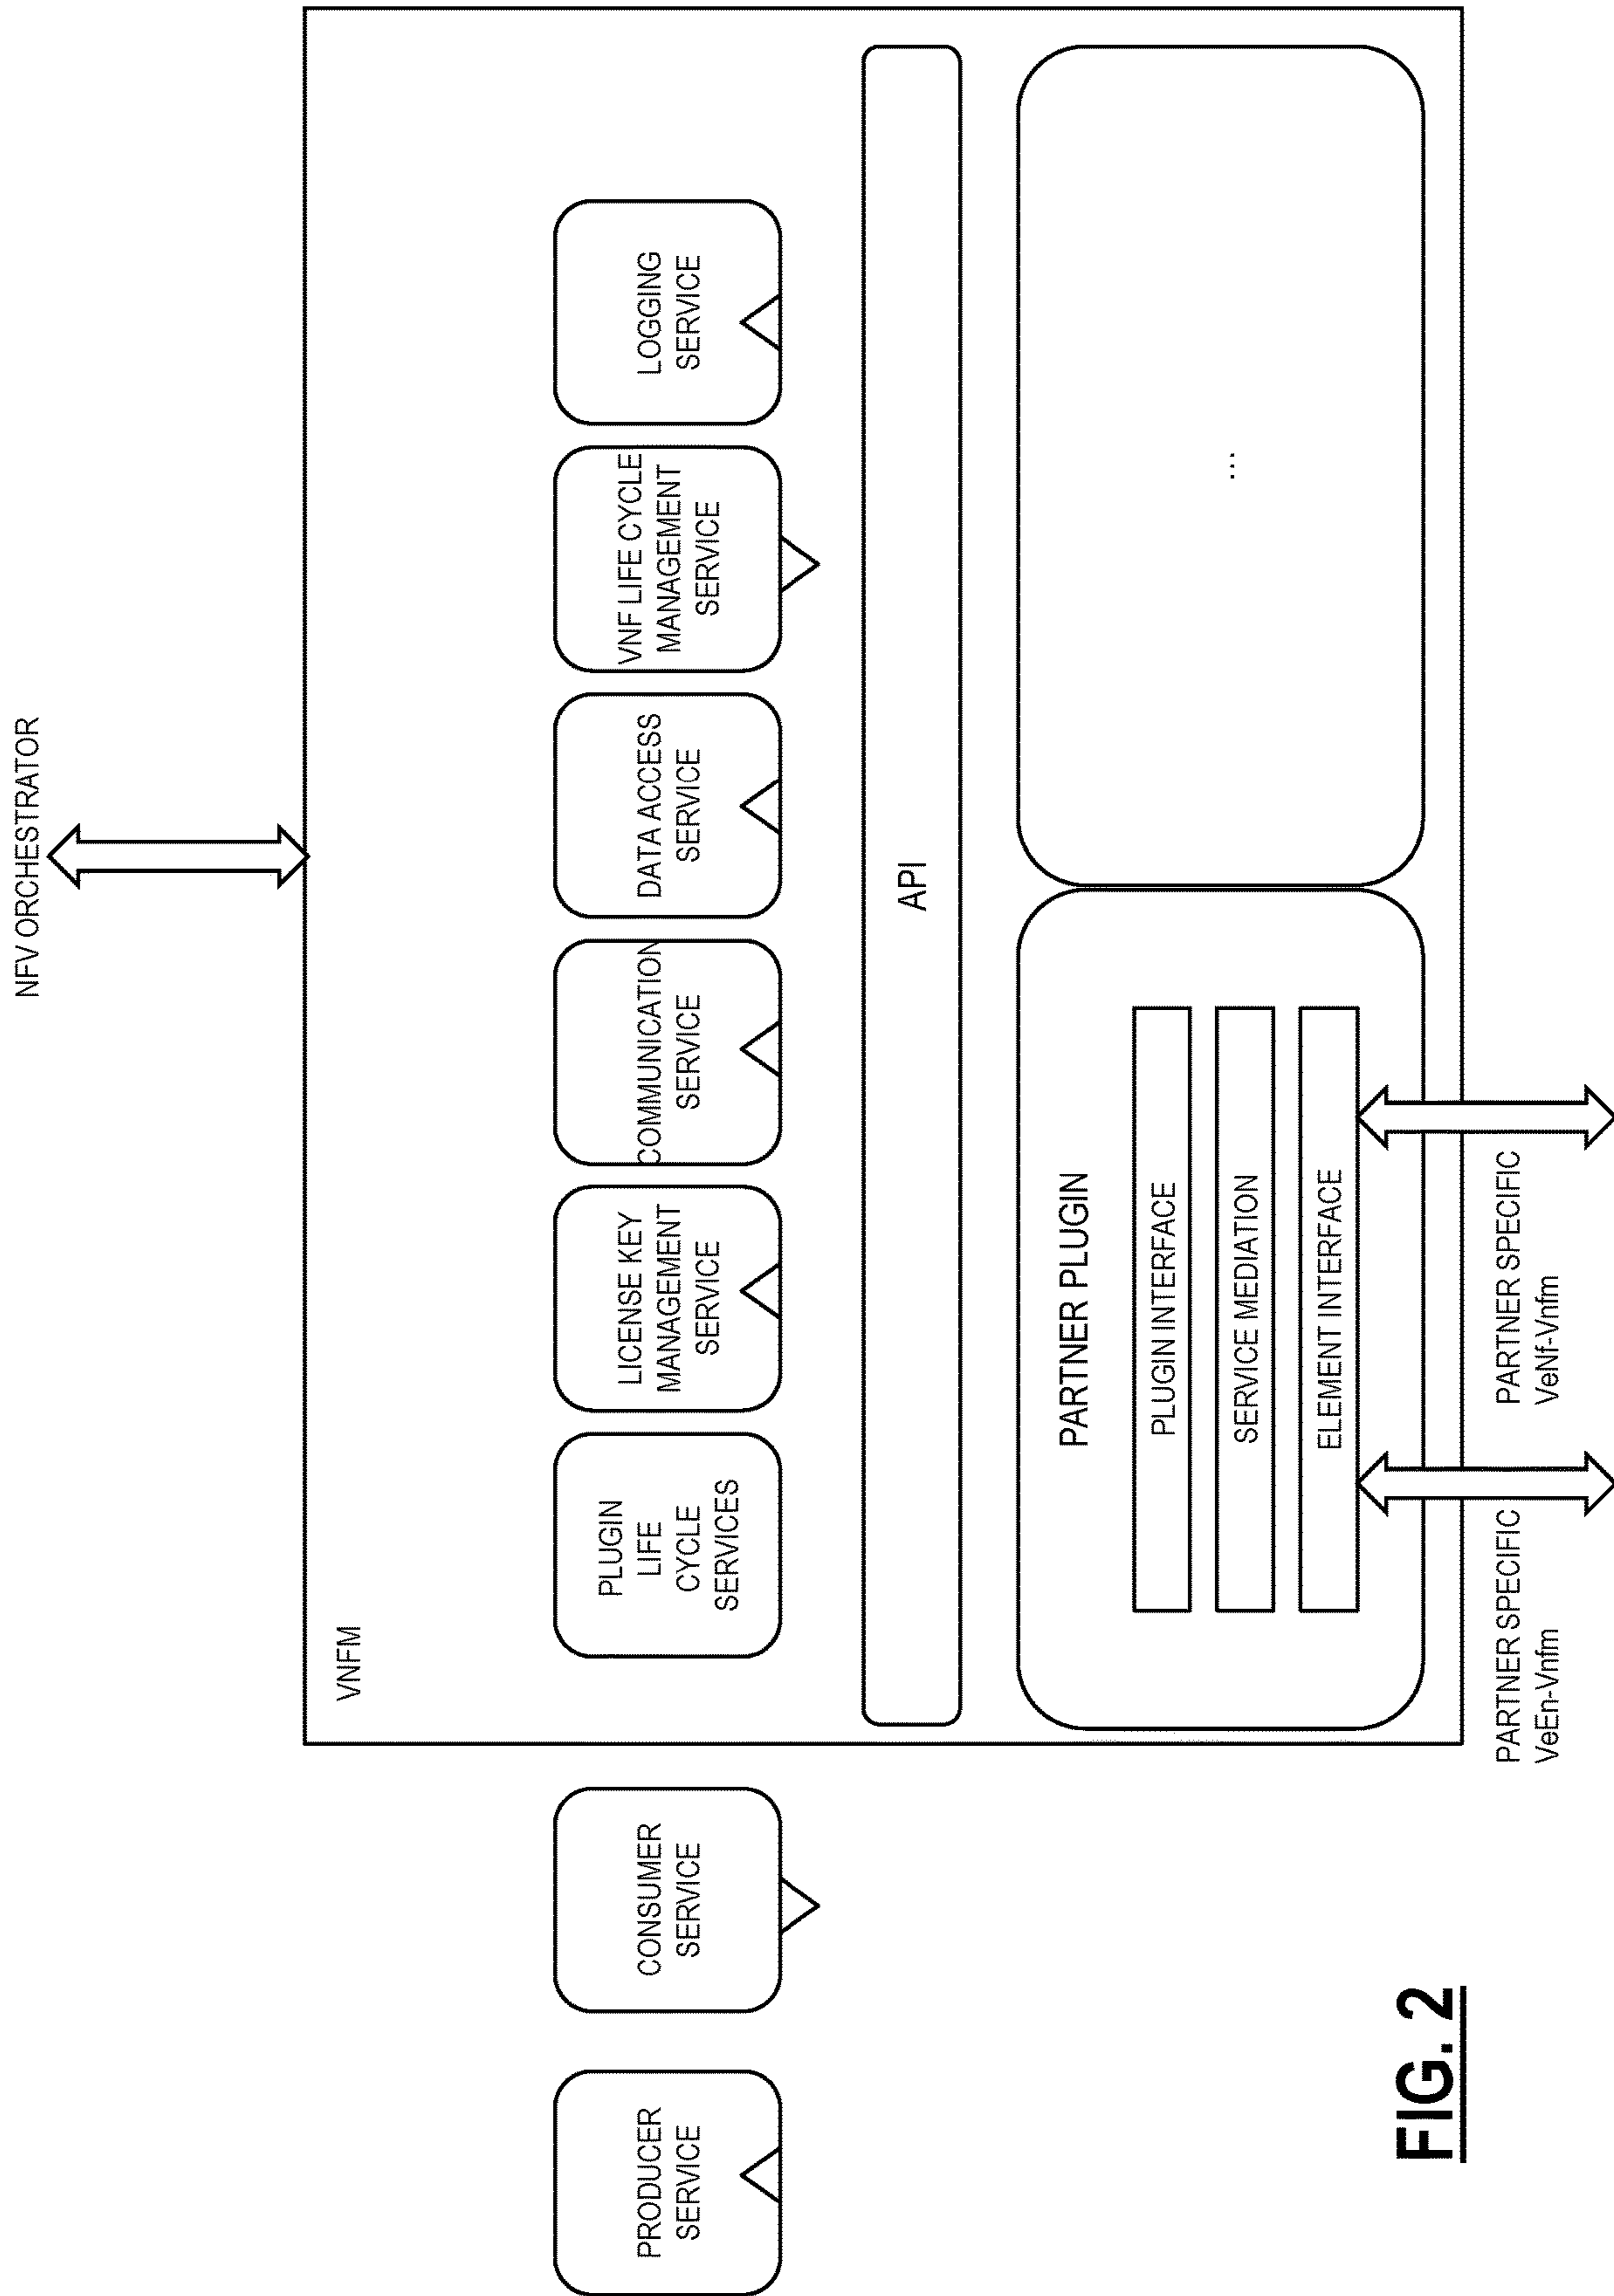 NFV ORCHESTRATOR
VNFM
PRODUCER
SERVICE
CONSUMER
SERVICE
PLUGIN
LIFE
CYCLE
SERVICES
LICENSE KEY
MANAGEMENT
SERVICE
COMMUNICATION
SERVICE
DATA ACCESS
SERVICE
VNF LIFE CYCLE
MANAGEMENT
SERVICE
LOGGING
SERVICE
API
PARTNER PLUGIN
PLUGIN INTERFACE
SERVICE MEDIATION
ELEMENT INTERFACE
...
PARTNER SPECIFIC
VeEn-Vnfm
PARTNER SPECIFIC
VeNf-Vnfm
FIG. 2